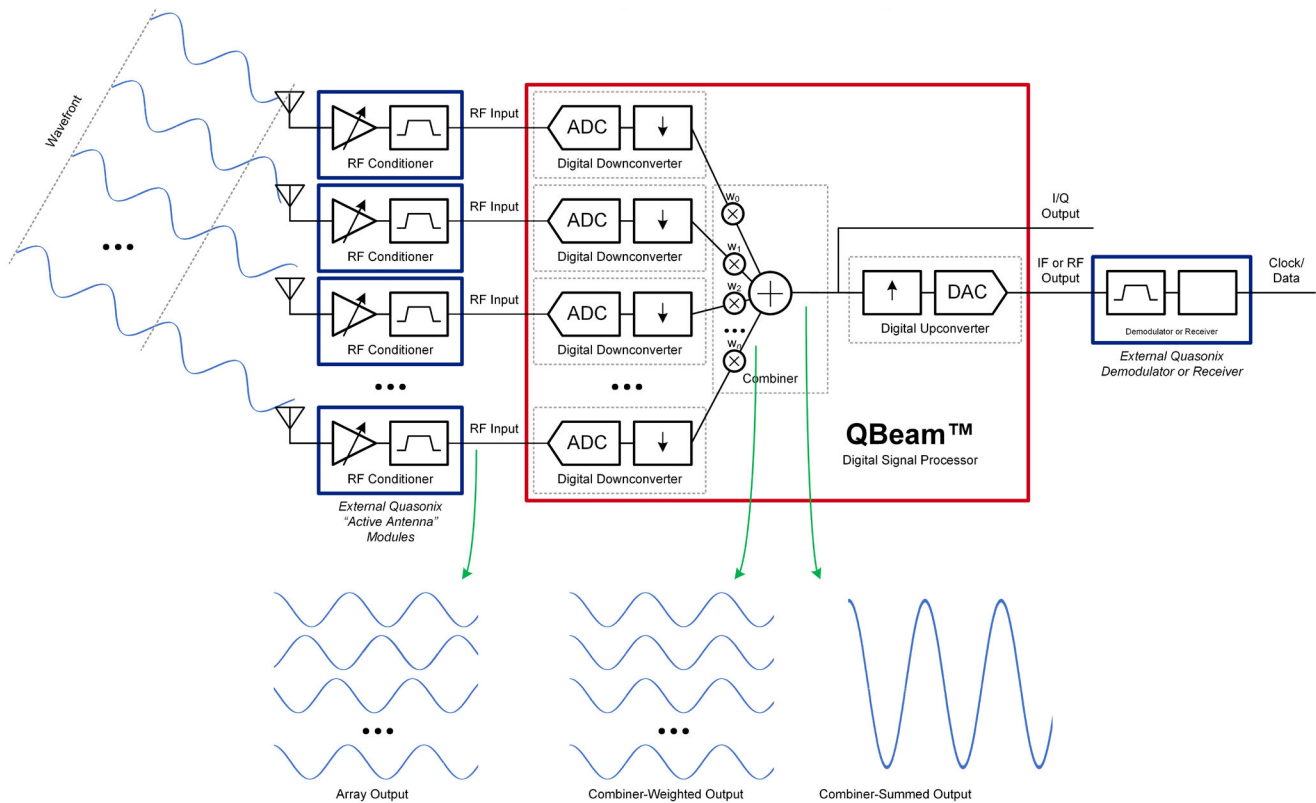 Wavefront
RF Input
ADC
RF Conditioner
Digital Downconverter
RF Input
ADC
RF Conditioner
Digital Downconverter
RF Input
ADC
RF Conditioner
Digital Downconverter
RF Input
ADC
RF Conditioner
Digital Downconverter
External Quasonix
“Active Antenna”
Modules
w0
w1
w2
wn
Combiner
I/Q
Output
DAC
Digital Upconverter
IF or RF
Output
Demodulator or Receiver
Clock/
Data
External Quasonix
Demodulator or Receiver
QBeam™
Digital Signal Processor
Array Output
Combiner-Weighted Output
Combiner-Summed Output